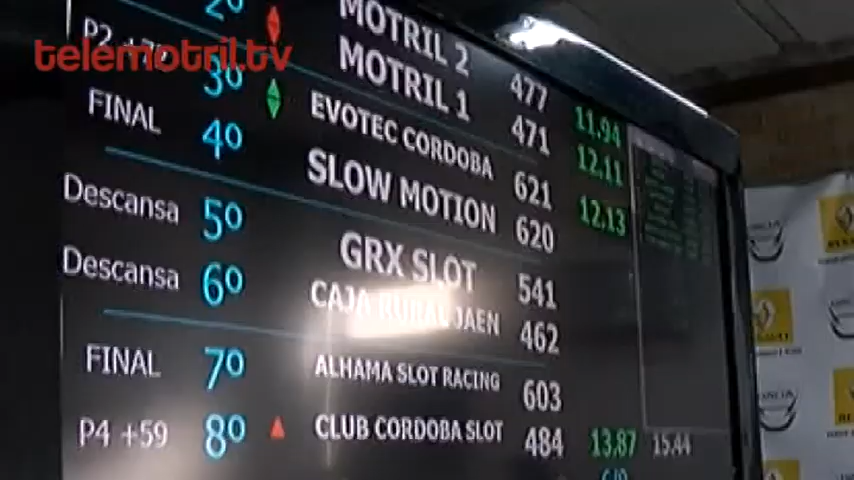 telemotril.tv
2º MOTRIL 2 477 11.94
3º MOTRIL 1 471 12.11
FINAL 4º EVOTEC CORDOBA 621 12.13
SLOW MOTION 620
Descansa 5º GRX SLOT 541
Descansa 6º CAJA RURAL JAEN 462
FINAL 7º ALHAMA SLOT RACING 603
P4 +59 8º CLUB CORDOBA SLOT 484 13.87 15.44